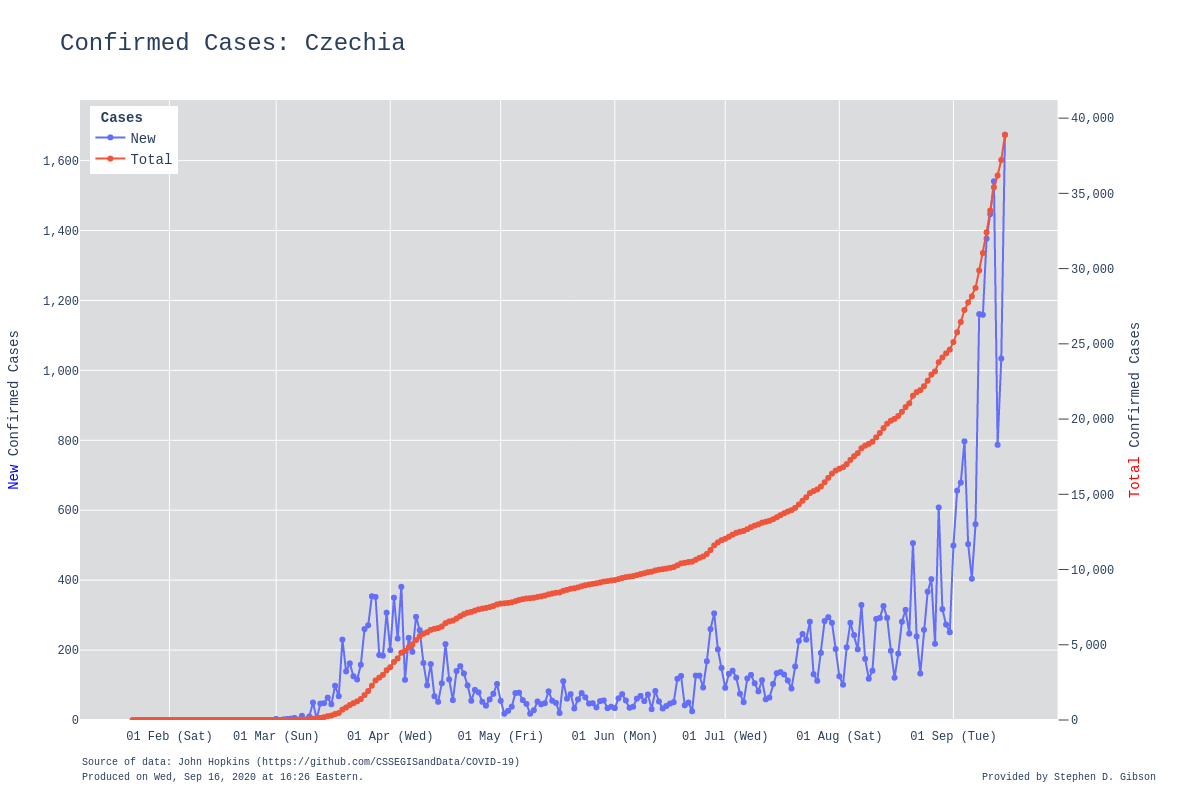 Confirmed Cases: Czechia
Cases
New
Total
1,600
1,400
1,200
1,000
800
600
400
200
0
New Confirmed Cases
40,000
35,000
30,000
25,000
20,000
15,000
10,000
5,000
0
Total Confirmed Cases
01 Feb (Sat) 01 Mar (Sun) 01 Apr (Wed) 01 May (Fri) 01 Jun (Mon) 01 Jul (Wed) 01 Aug (Sat) 01 Sep (Tue)
Source of data: John Hopkins (https://github.com/CSSEGISandData/COVID-19)
Produced on Wed, Sep 16, 2020 at 16:26 Eastern.
Provided by Stephen D. Gibson